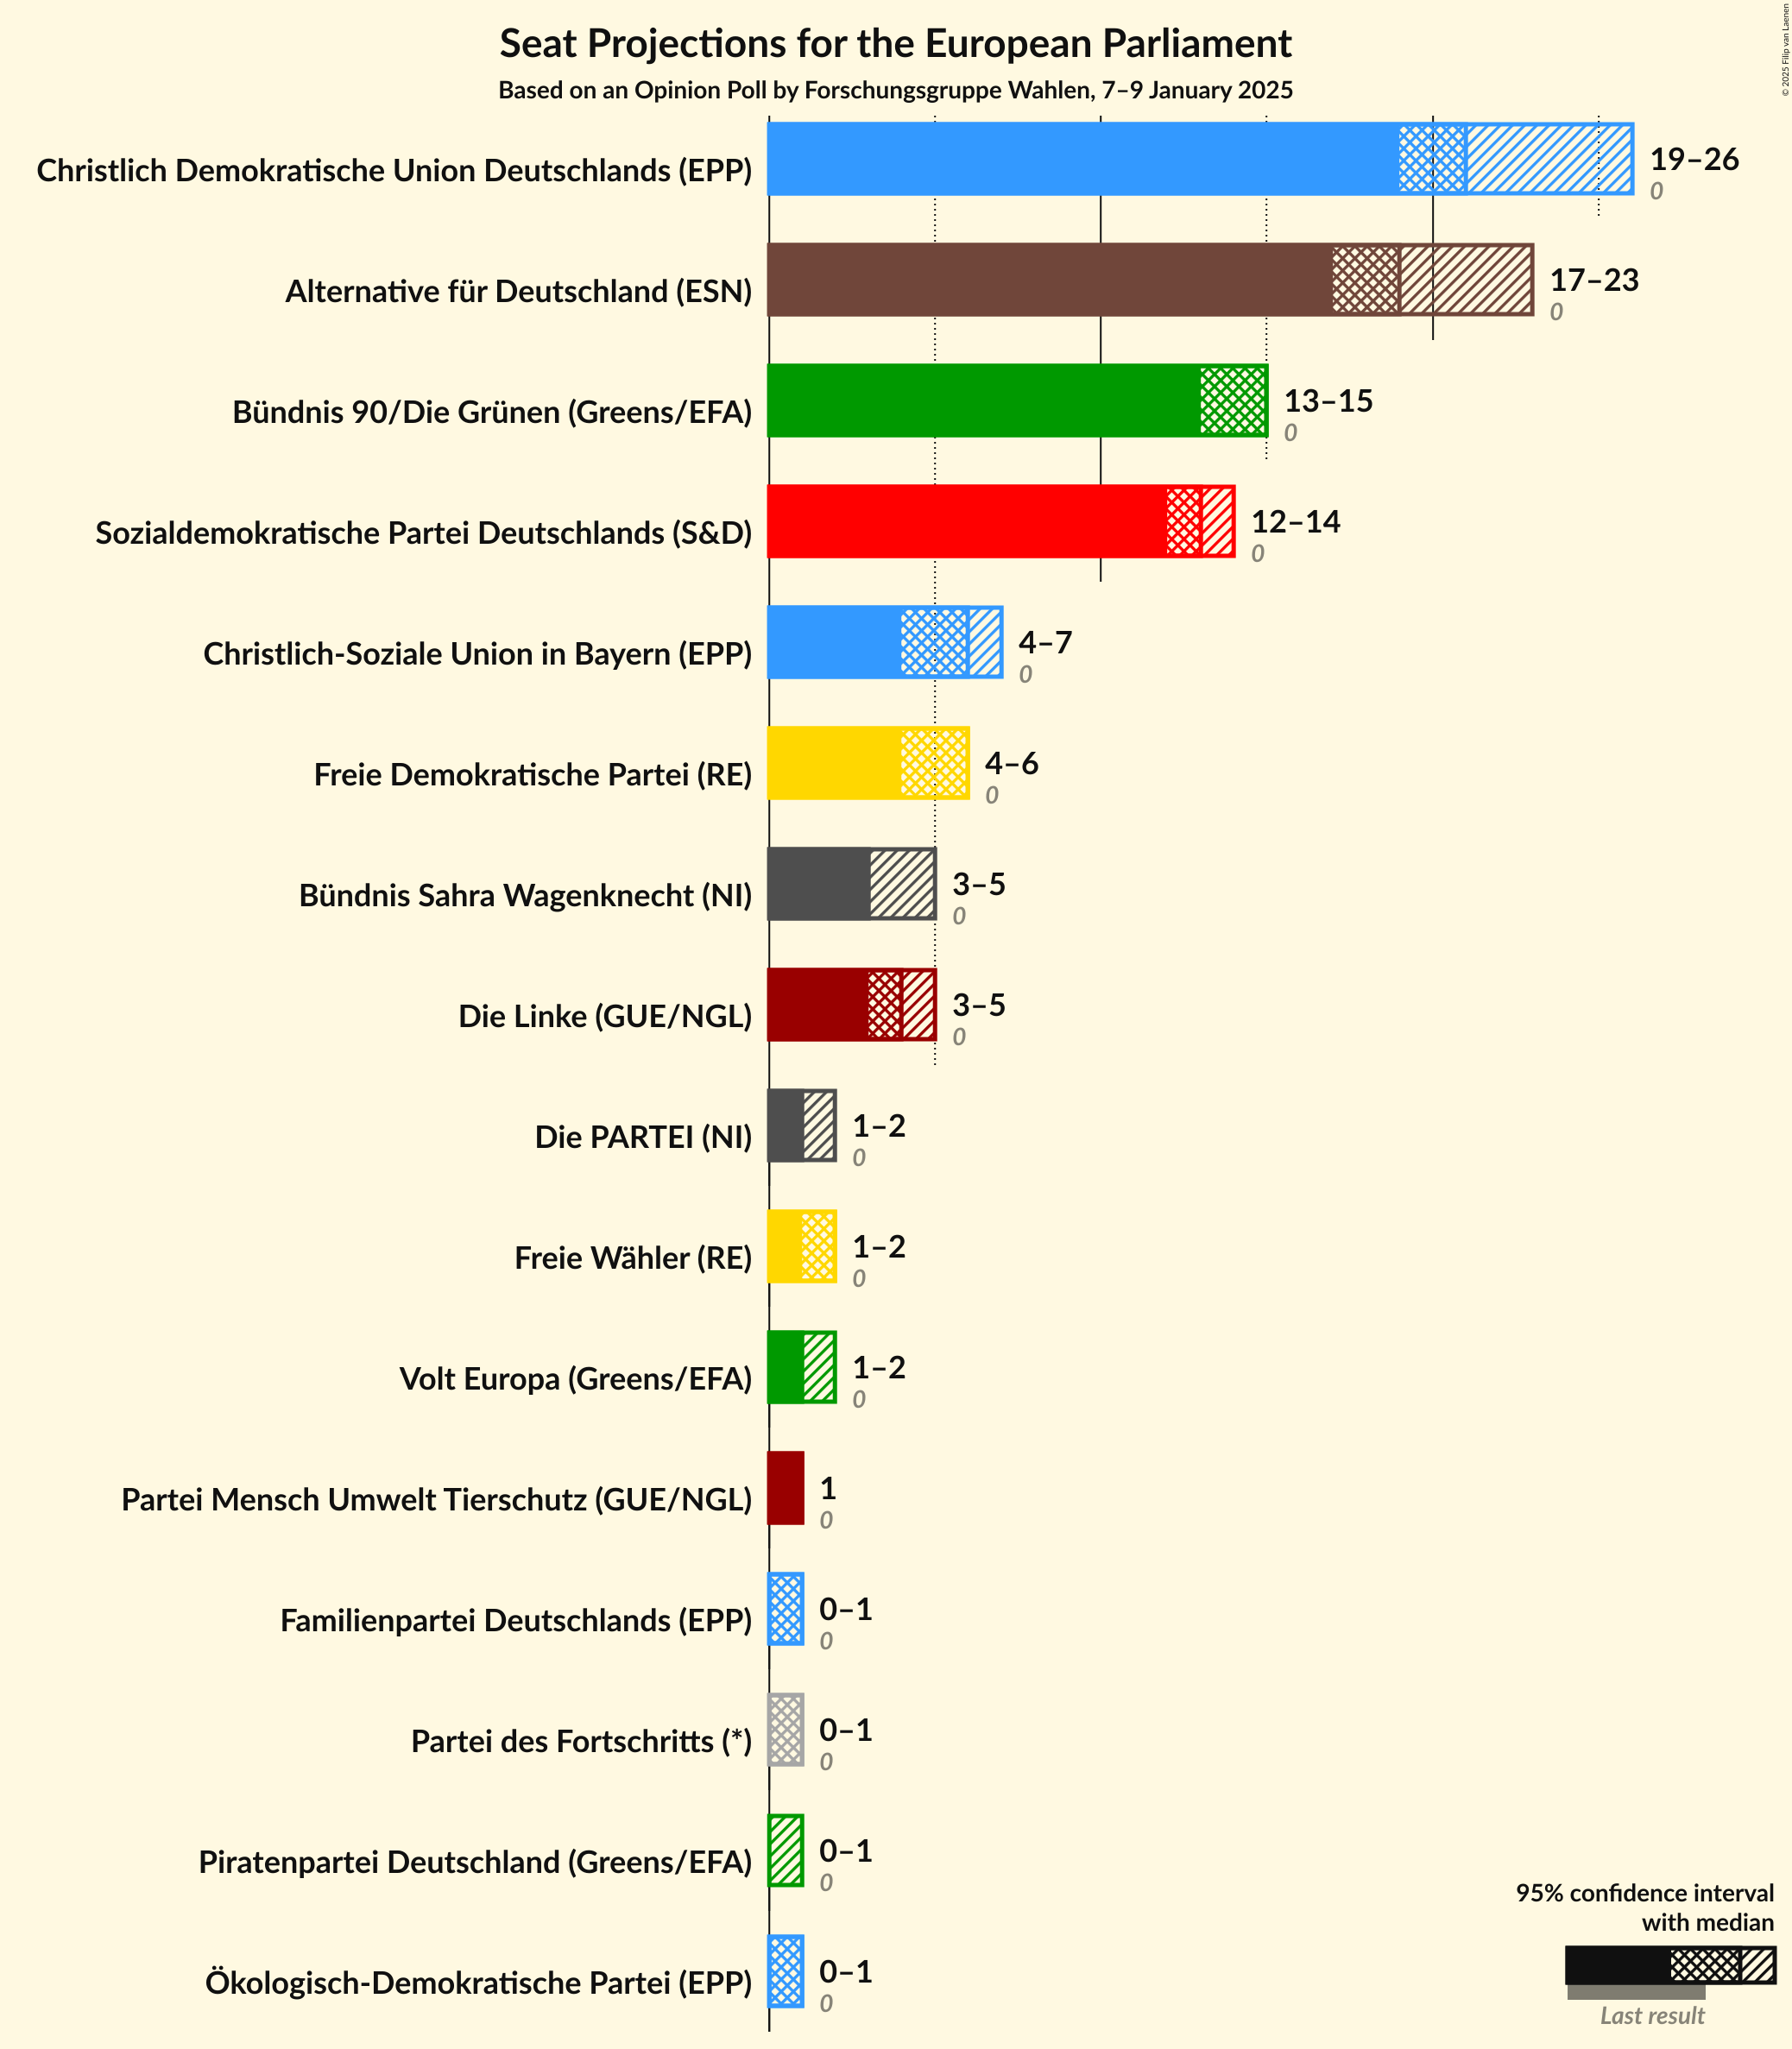 Seat Projections for the European Parliament
Based on an Opinion Poll by Forschungsgruppe Wahlen, 7–9 January 2025
© 2025 Filip van Laenen
Christlich Demokratische Union Deutschlands (EPP)
19–26
0
Alternative für Deutschland (ESN)
17–23
0
Bündnis 90/Die Grünen (Greens/EFA)
13–15
0
Sozialdemokratische Partei Deutschlands (S&D)
12–14
0
Christlich-Soziale Union in Bayern (EPP)
4–7
0
Freie Demokratische Partei (RE)
4–6
0
Bündnis Sahra Wagenknecht (NI)
3–5
0
Die Linke (GUE/NGL)
3–5
0
Die PARTEI (NI)
1–2
0
Freie Wähler (RE)
1–2
0
Volt Europa (Greens/EFA)
1–2
0
Partei Mensch Umwelt Tierschutz (GUE/NGL)
1
0
Familienpartei Deutschlands (EPP)
0–1
0
Partei des Fortschritts (*)
0–1
0
Piratenpartei Deutschland (Greens/EFA)
0–1
0
Ökologisch-Demokratische Partei (EPP)
0–1
0
95% confidence interval
with median
Last result